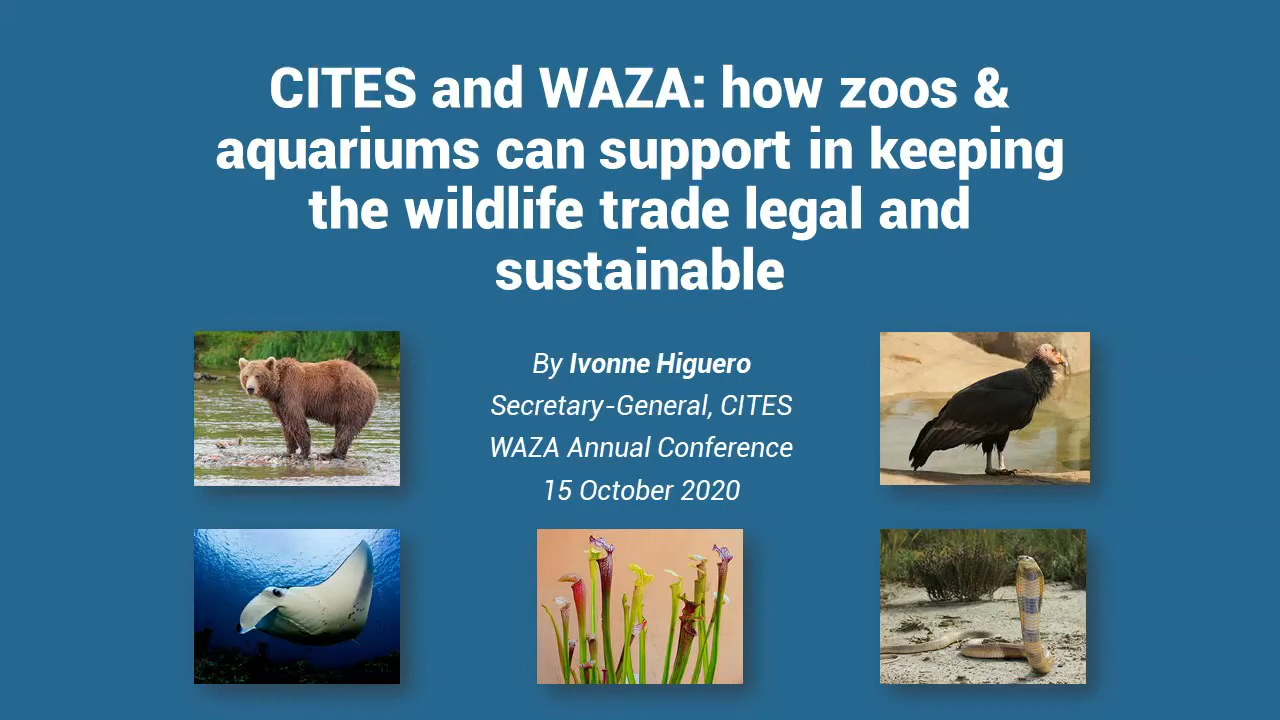 CITES and WAZA: how zoos &
aquariums can support in keeping
the wildlife trade legal and
sustainable
By Ivonne Higuero
Secretary-General, CITES
WAZA Annual Conference
15 October 2020